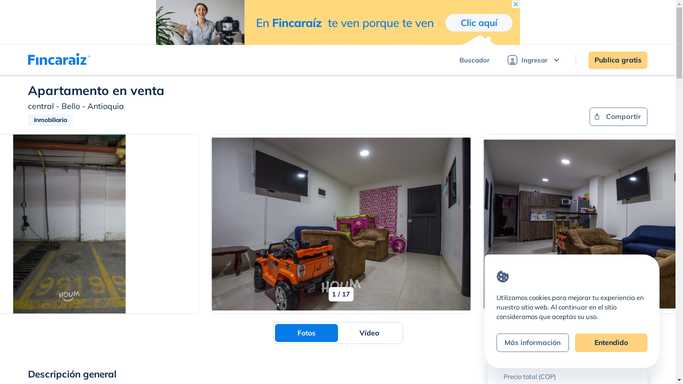 En Fincaraíz te ven porque te ven
Clic aquí
Fincaraíz
Buscador
Ingresar
Publica gratis
Apartamento en venta
central - Bello - Antioquia
Inmobiliaria
Compartir
HOUM
HOUM
1 / 17
Fotos
Vídeo
Utilizamos cookies para mejorar tu experiencia en
nuestro sitio web. Al continuar en el sitio
consideramos que aceptas su uso.
Más información
Entendido
Precio total (COP)
Descripción general